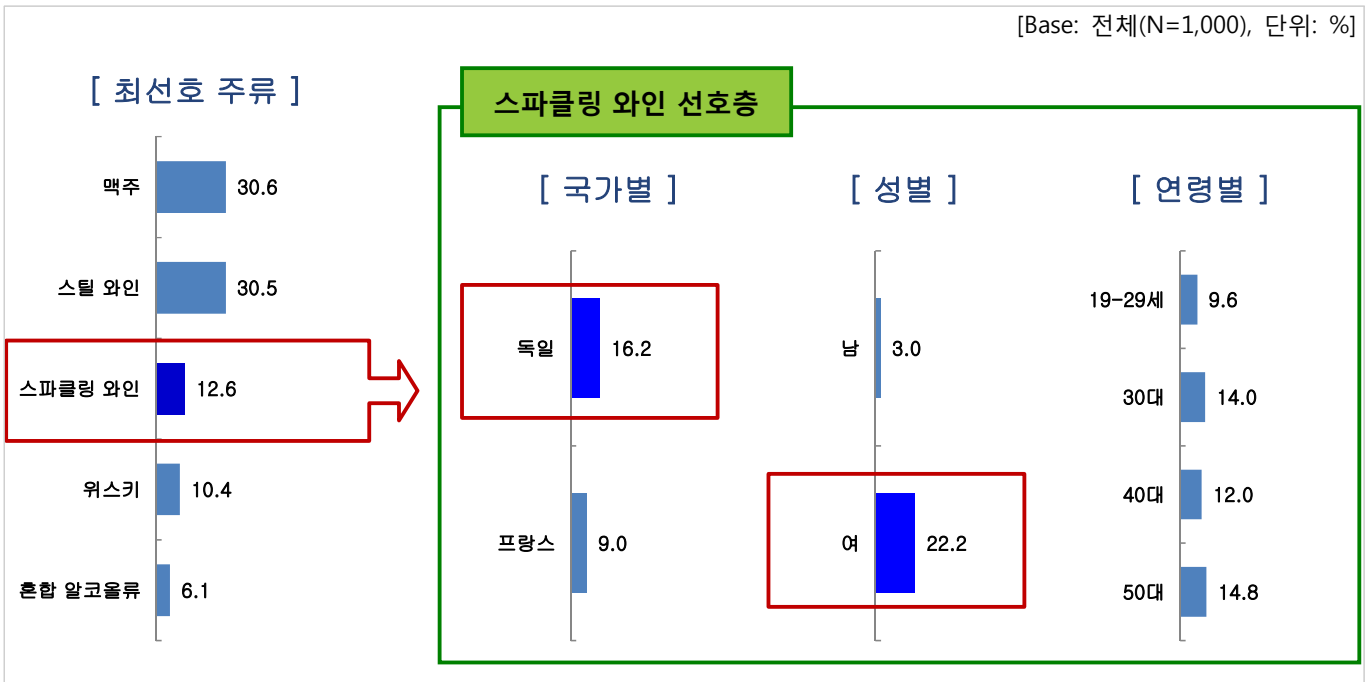 [Base: 전체(N=1,000), 단위: %]
[ 최선호 주류 ]
맥주 30.6
스틸 와인 30.5
스파클링 와인 12.6
위스키 10.4
혼합 알코올류 6.1
스파클링 와인 선호층
[ 국가별 ]
독일 16.2
프랑스 9.0
[ 성별 ]
남 3.0
여 22.2
[ 연령별 ]
19-29세 9.6
30대 14.0
40대 12.0
50대 14.8